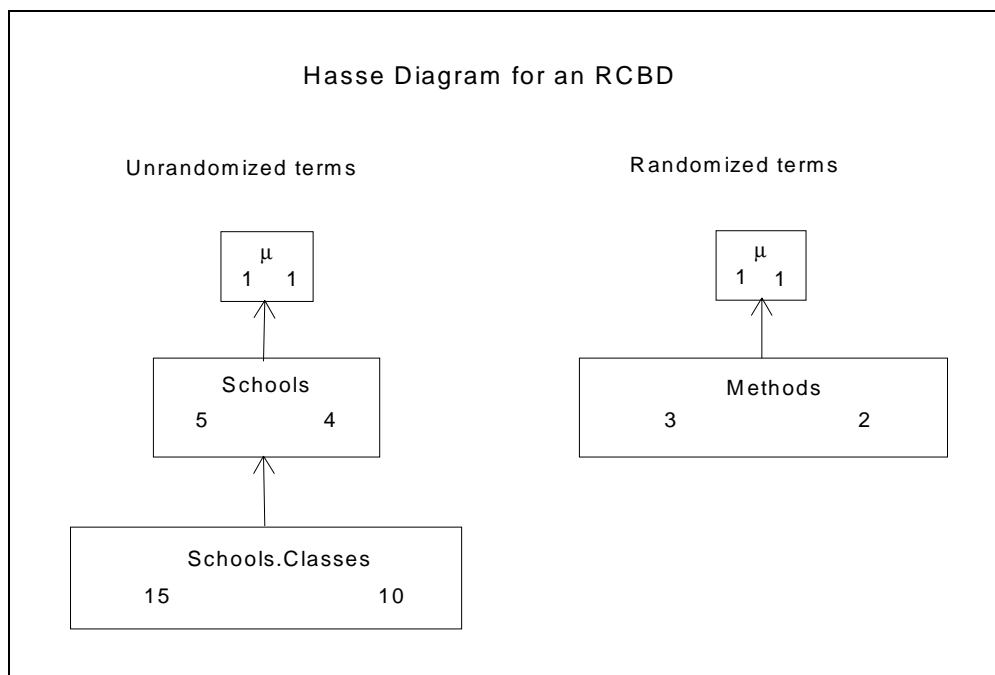 Hasse Diagram for an RCBD
Unrandomized terms
Randomized terms
μ
1 1
μ
1 1
Schools
5 4
Methods
3 2
Schools.Classes
15 10